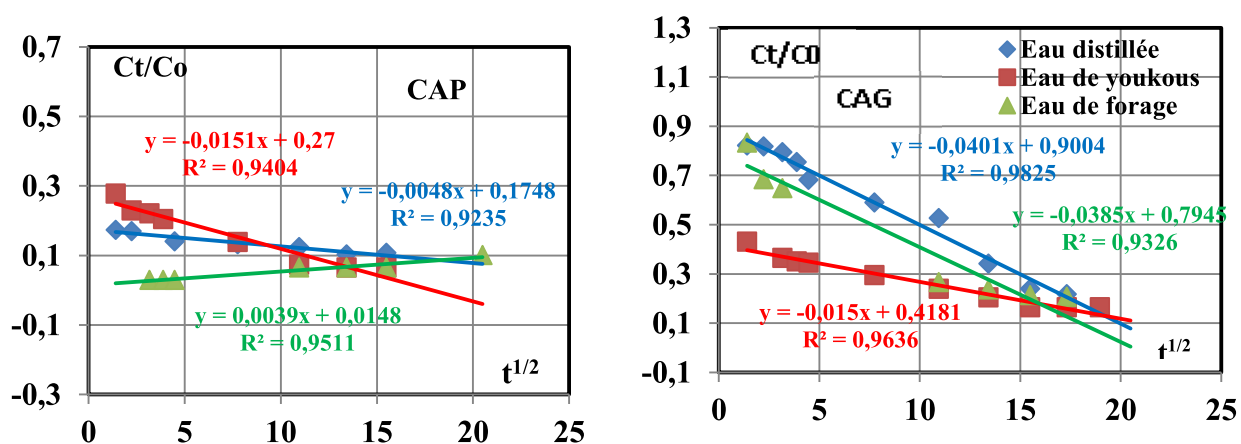 0,7
0,5
0,3
0,1
-0,1
-0,3
0
5
10
15
20
25
Ct/Co
CAP
y = -0,0151x + 0,27
R² = 0,9404
y = -0,0048x + 0,1748
R² = 0,9235
y = 0,0039x + 0,0148
R² = 0,9511
t1/2
1,3
1,1
0,9
0,7
0,5
0,3
0,1
-0,1
0
5
10
15
20
25
Ct/C0
CAG
Eau distillée
Eau de youkous
Eau de forage
y = -0,0401x + 0,9004
R² = 0,9825
y = -0,0385x + 0,7945
R² = 0,9326
y = -0,015x + 0,4181
R² = 0,9636
t1/2